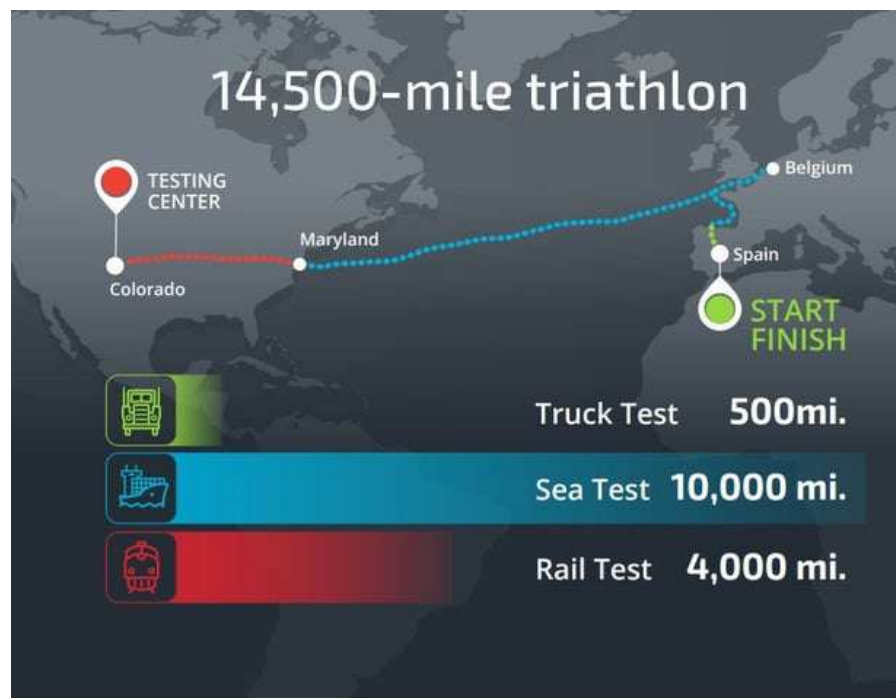 14,500-mile triathlon
TESTING
CENTER
Belgium
Maryland
Spain
Colorado
START
FINISH
Truck Test 500mi.
Sea Test 10,000 mi.
Rail Test 4,000 mi.